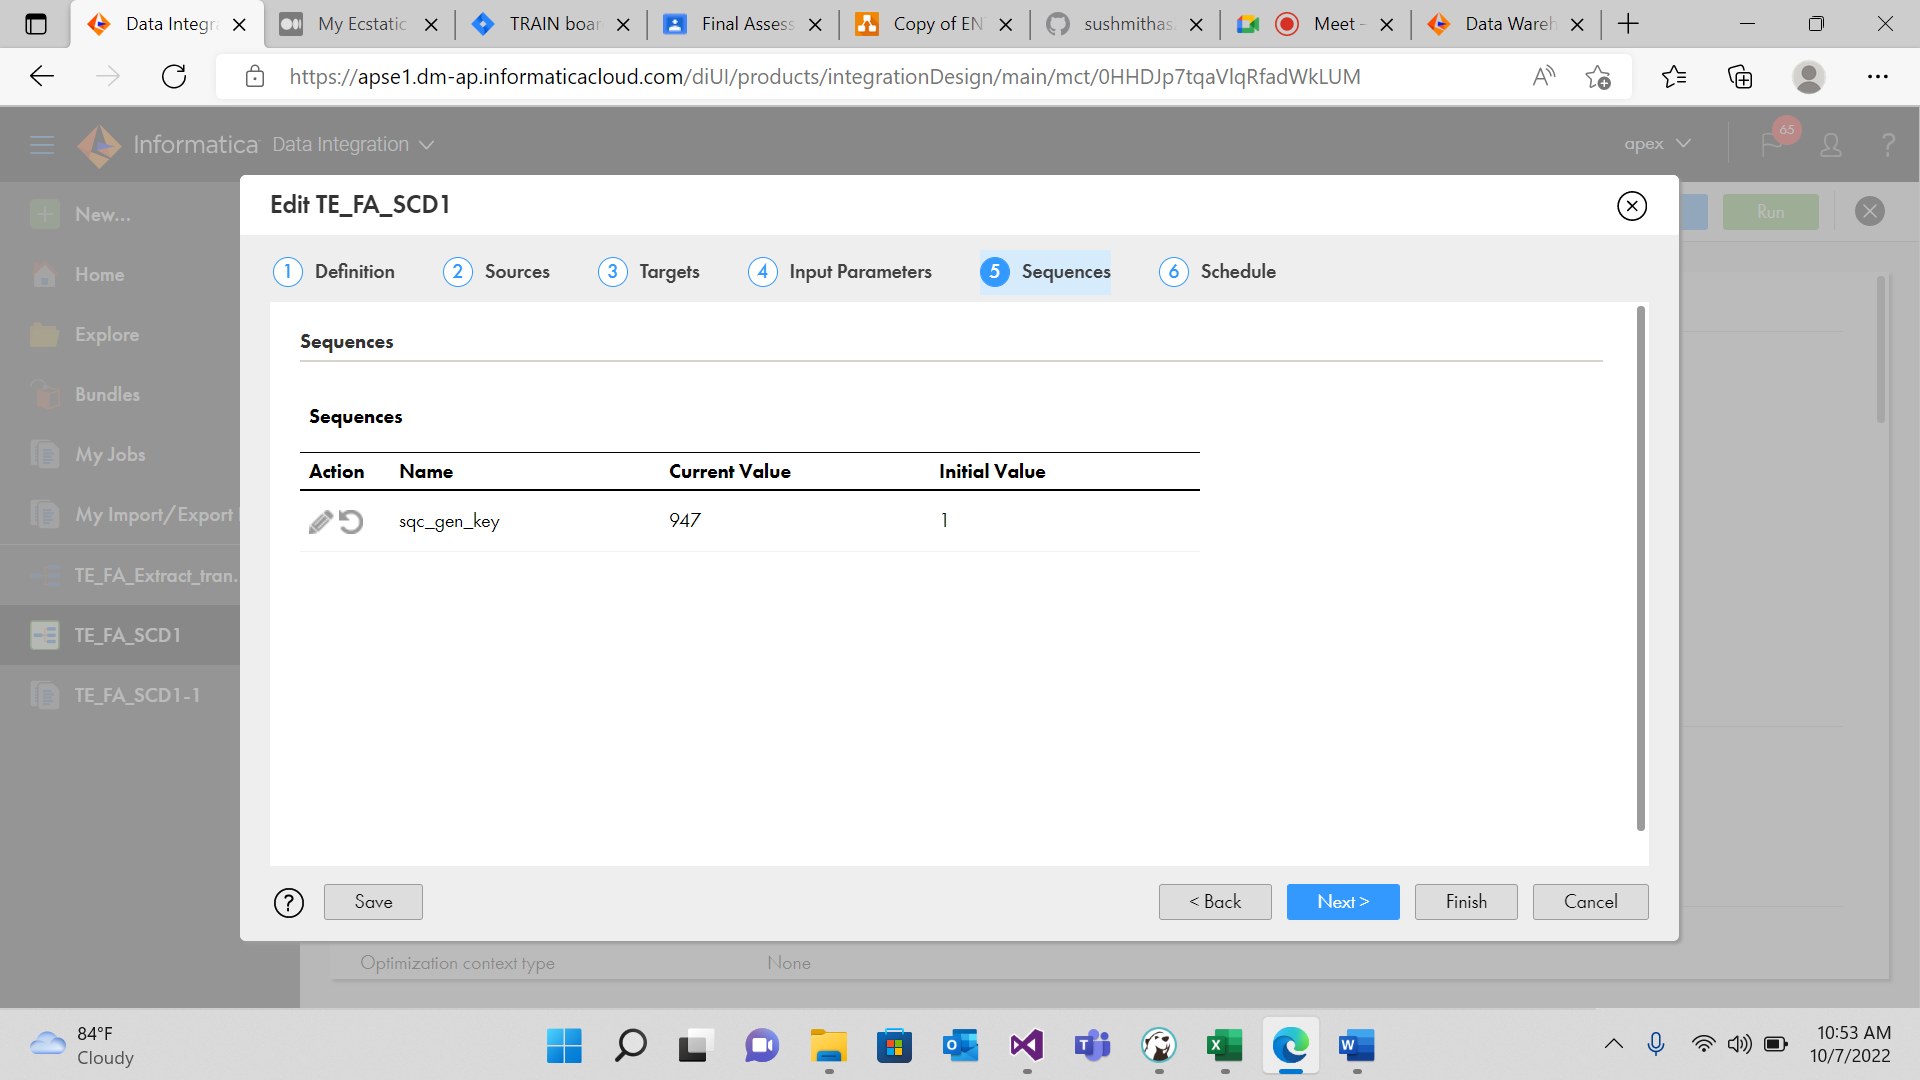 Data Integra
My Ecstatic
TRAIN boar
Final Assess
Copy of EN
sushmithas
Meet -
Data Wareh
https://apse1.dm-ap.informaticacloud.com/diUI/products/integrationDesign/main/mct/0HHDJp7tqaVlqRfadWkLUM
Informatica Data Integration
apex
65
?
New...
Run
Home
Explore
Bundles
My Jobs
My Import/Export
TE_FA_Extract_tran.
TE_FA_SCD1
TE_FA_SCD1-1
Edit TE_FA_SCD1
1 Definition
2 Sources
3 Targets
4 Input Parameters
5 Sequences
6 Schedule
Sequences
Sequences
Action Name Current Value Initial Value
sqc_gen_key 947 1
? Save < Back Next > Finish Cancel
Optimization context type None
84°F
Cloudy
10:53 AM
10/7/2022